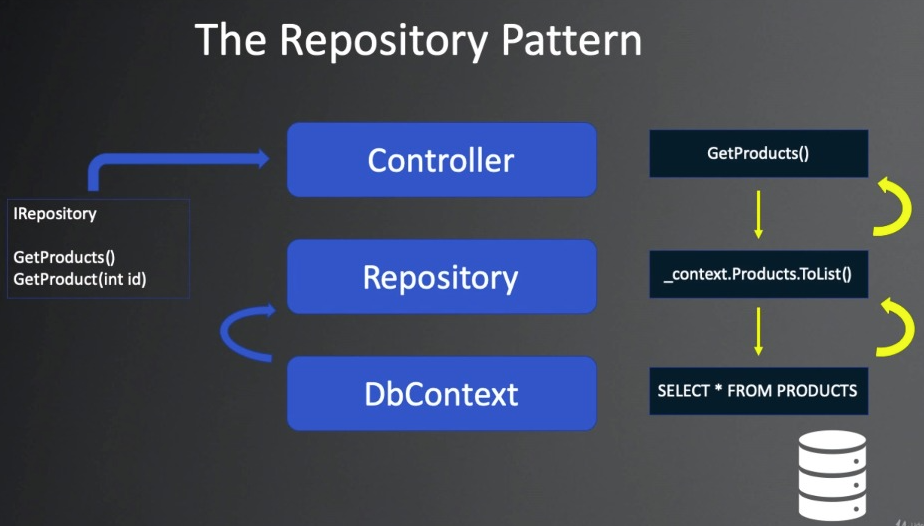 The Repository Pattern
Controller
GetProducts()
IRepository
GetProducts()
GetProduct(int id)
Repository
_context.Products.ToList()
DbContext
SELECT * FROM PRODUCTS